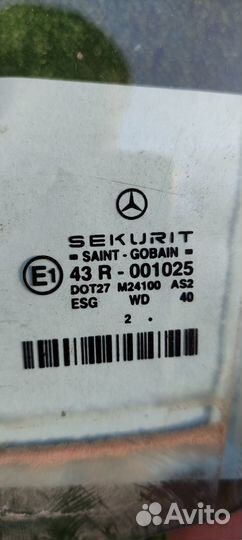 SEKURIT
SAINT - GOBAIN
E1 43 R - 001025
DOT27 M24100 AS2
ESG WD 40
2 .
Avito